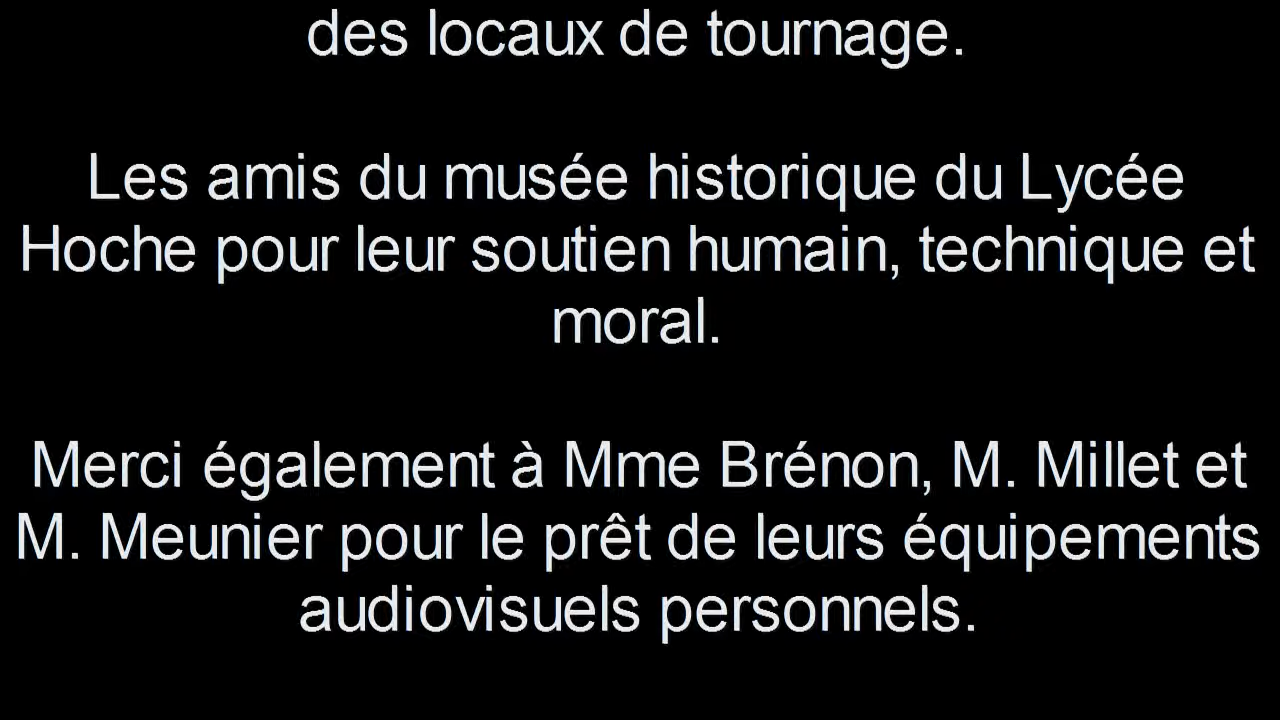 des locaux de tournage.
Les amis du musée historique du Lycée
Hoche pour leur soutien humain, technique et
moral.
Merci également à Mme Brénon, M. Millet et
M. Meunier pour le prêt de leurs équipements
audiovisuels personnels.